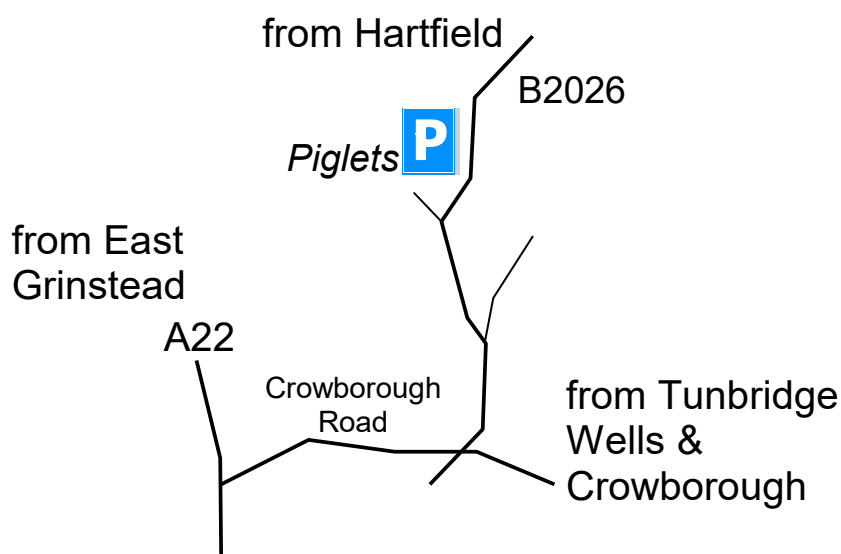 from Hartfield
B2026
P
Piglets
from East
Grinstead
A22
Crowborough
Road
from Tunbridge
Wells &
Crowborough